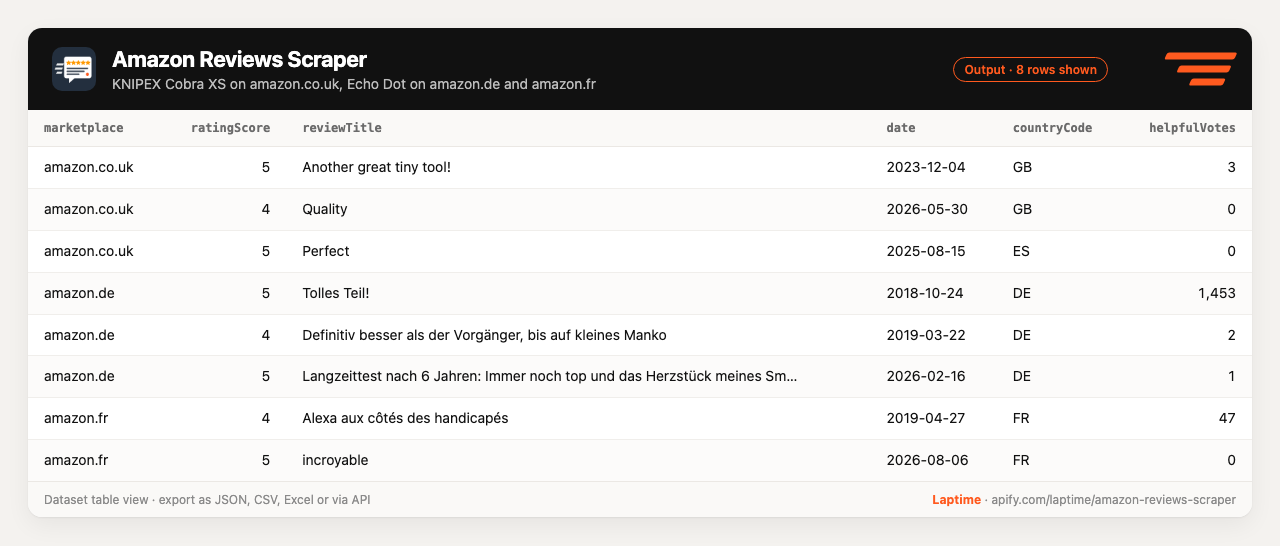 Amazon Reviews Scraper
KNIPEX Cobra XS on amazon.co.uk, Echo Dot on amazon.de and amazon.fr
Output · 8 rows shown
marketplace ratingScore reviewTitle date countryCode helpfulVotes
amazon.co.uk 5 Another great tiny tool! 2023-12-04 GB 3
amazon.co.uk 4 Quality 2026-05-30 GB 0
amazon.co.uk 5 Perfect 2025-08-15 ES 0
amazon.de 5 Tolles Teil! 2018-10-24 DE 1,453
amazon.de 4 Definitiv besser als der Vorgänger, bis auf kleines Manko 2019-03-22 DE 2
amazon.de 5 Langzeittest nach 6 Jahren: Immer noch top und das Herzstück meines Sm... 2026-02-16 DE 1
amazon.fr 4 Alexa aux côtés des handicapés 2019-04-27 FR 47
amazon.fr 5 incroyable 2026-08-06 FR 0
Dataset table view · export as JSON, CSV, Excel or via API
Laptime · apify.com/laptime/amazon-reviews-scraper